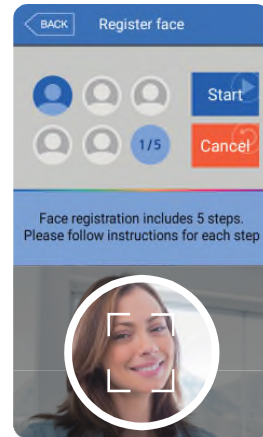 BACK
Register face
Start
1/5
Cancel
Face registration includes 5 steps.
Please follow instructions for each step